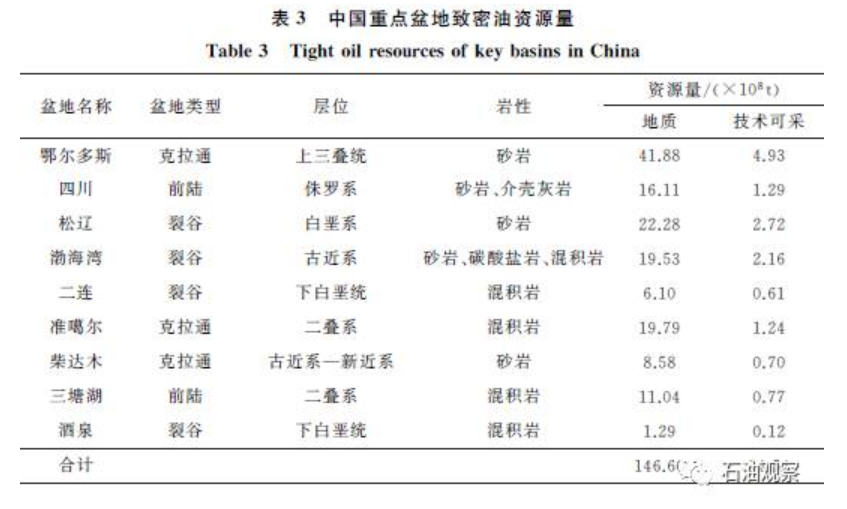 表 3 中国重点盆地致密油资源量
Table 3 Tight oil resources of key basins in China
盆地名称 盆地类型 层位 岩性 资源量/(×10⁸t)
地质 技术可采
鄂尔多斯 克拉通 上三叠统 砂岩 41.88 4.93
四川 前陆 侏罗系 砂岩、介壳灰岩 16.11 1.29
松辽 裂谷 白垩系 砂岩 22.28 2.72
渤海湾 裂谷 古近系 砂岩、碳酸盐岩、混积岩 19.53 2.16
二连 裂谷 下白垩统 混积岩 6.10 0.61
准噶尔 克拉通 二叠系 混积岩 19.79 1.24
柴达木 克拉通 古近系—新近系 砂岩 8.58 0.70
三塘湖 前陆 二叠系 混积岩 11.04 0.77
酒泉 裂谷 下白垩统 混积岩 1.29 0.12
合计 146.60
石油观察